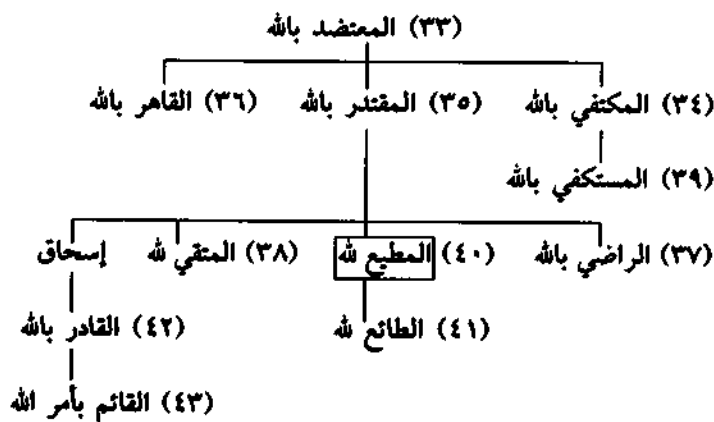 (٣٣) المعتضد بالله
(٣٤) المكتفي بالله (٣٥) المقتدر بالله (٣٦) القاهر بالله
(٣٩) المستكفي بالله
(٣٧) الراضي بالله (٤٠) المطيع لله (٣٨) المتقي لله إسحاق
(٤١) الطائع لله (٤٢) القادر بالله
(٤٣) القائم بأمر الله